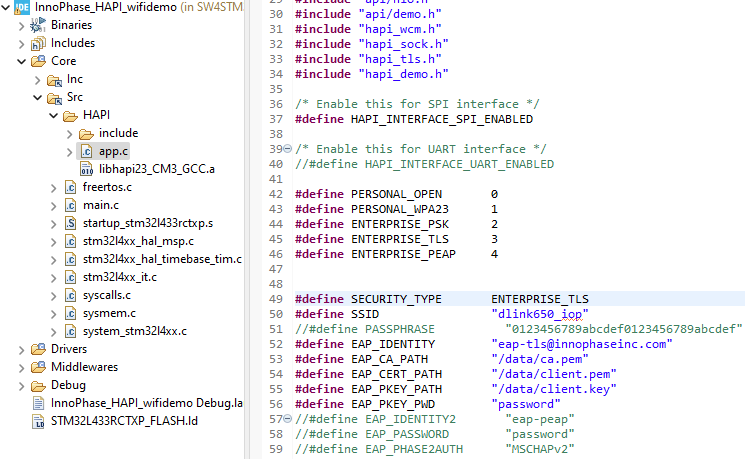 InnoPhase_HAPI_wifidemo (in SW4STM
Binaries
Includes
Core
Inc
Src
HAPI
include
app.c
libhapi23_CM3_GCC.a
freertos.c
main.c
startup_stm32l433rctxp.s
stm32l4xx_hal_msp.c
stm32l4xx_hal_timebase_tim.c
stm32l4xx_it.c
syscalls.c
sysmem.c
system_stm32l4xx.c
Drivers
Middlewares
Debug
InnoPhase_HAPI_wifidemo Debug.la
STM32L433RCTXP_FLASH.ld
30 #include "api/demo.h"
31 #include "hapi_wcm.h"
32 #include "hapi_sock.h"
33 #include "hapi_tls.h"
34 #include "hapi_demo.h"
35
36 /* Enable this for SPI interface */
37 #define HAPI_INTERFACE_SPI_ENABLED
38
39 /* Enable this for UART interface */
40 //#define HAPI_INTERFACE_UART_ENABLED
41
42 #define PERSONAL_OPEN 0
43 #define PERSONAL_WPA23 1
44 #define ENTERPRISE_PSK 2
45 #define ENTERPRISE_TLS 3
46 #define ENTERPRISE_PEAP 4
47
48
49 #define SECURITY_TYPE ENTERPRISE_TLS
50 #define SSID "dlink650_iop"
51 //#define PASSPHRASE "0123456789abcdef0123456789abcdef"
52 #define EAP_IDENTITY "eap-tls@innophaseinc.com"
53 #define EAP_CA_PATH "/data/ca.pem"
54 #define EAP_CERT_PATH "/data/client.pem"
55 #define EAP_PKEY_PATH "/data/client.key"
56 #define EAP_PKEY_PWD "password"
57 //#define EAP_IDENTITY2 "eap-peap"
58 //#define EAP_PASSWORD "password"
59 //#define EAP_PHASE2AUTH "MSCHAPv2"